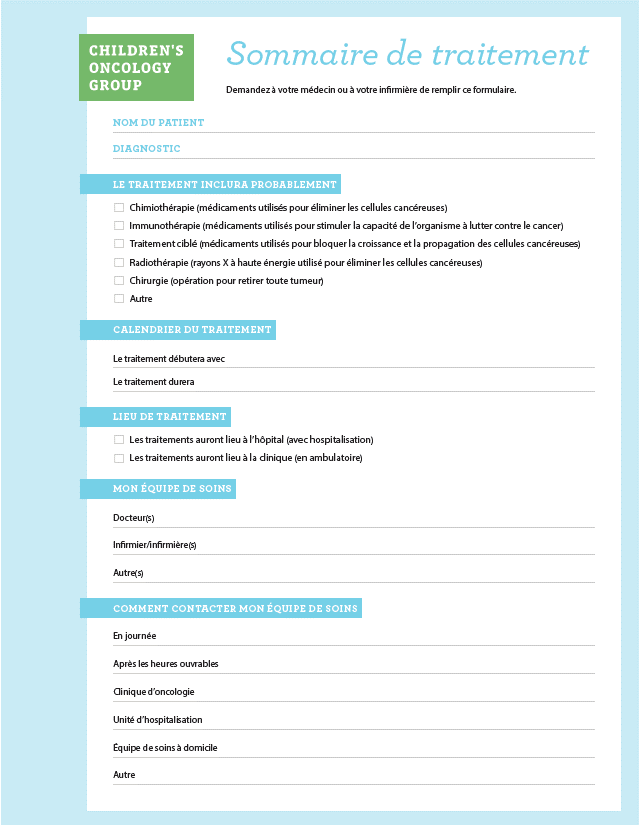 CHILDREN'S
ONCOLOGY
GROUP
Sommaire de traitement
Demandez à votre médecin ou à votre infirmière de remplir ce formulaire.
NOM DU PATIENT
DIAGNOSTIC
LE TRAITEMENT INCLURA PROBABLEMENT
Chimiothérapie (médicaments utilisés pour éliminer les cellules cancéreuses)
Immunothérapie (médicaments utilisés pour stimuler la capacité de l'organisme à lutter contre le cancer)
Traitement ciblé (médicaments utilisés pour bloquer la croissance et la propagation des cellules cancéreuses)
Radiothérapie (rayons X à haute énergie utilisé pour éliminer les cellules cancéreuses)
Chirurgie (opération pour retirer toute tumeur)
Autre
CALENDRIER DU TRAITEMENT
Le traitement débutera avec
Le traitement durera
LIEU DE TRAITEMENT
Les traitements auront lieu à l'hôpital (avec hospitalisation)
Les traitements auront lieu à la clinique (en ambulatoire)
MON ÉQUIPE DE SOINS
Docteur(s)
Infirmier/infirmière(s)
Autre(s)
COMMENT CONTACTER MON ÉQUIPE DE SOINS
En journée
Après les heures ouvrables
Clinique d'oncologie
Unité d'hospitalisation
Équipe de soins à domicile
Autre